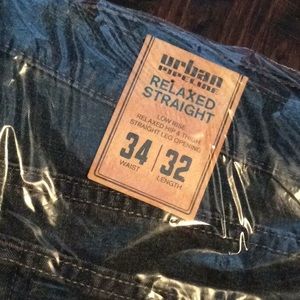 urban
PIPELINE
RELAXED
STRAIGHT
LOW RISE
RELAXED HIP & THIGH
STRAIGHT LEG OPENING
34 | 32
WAIST LENGTH